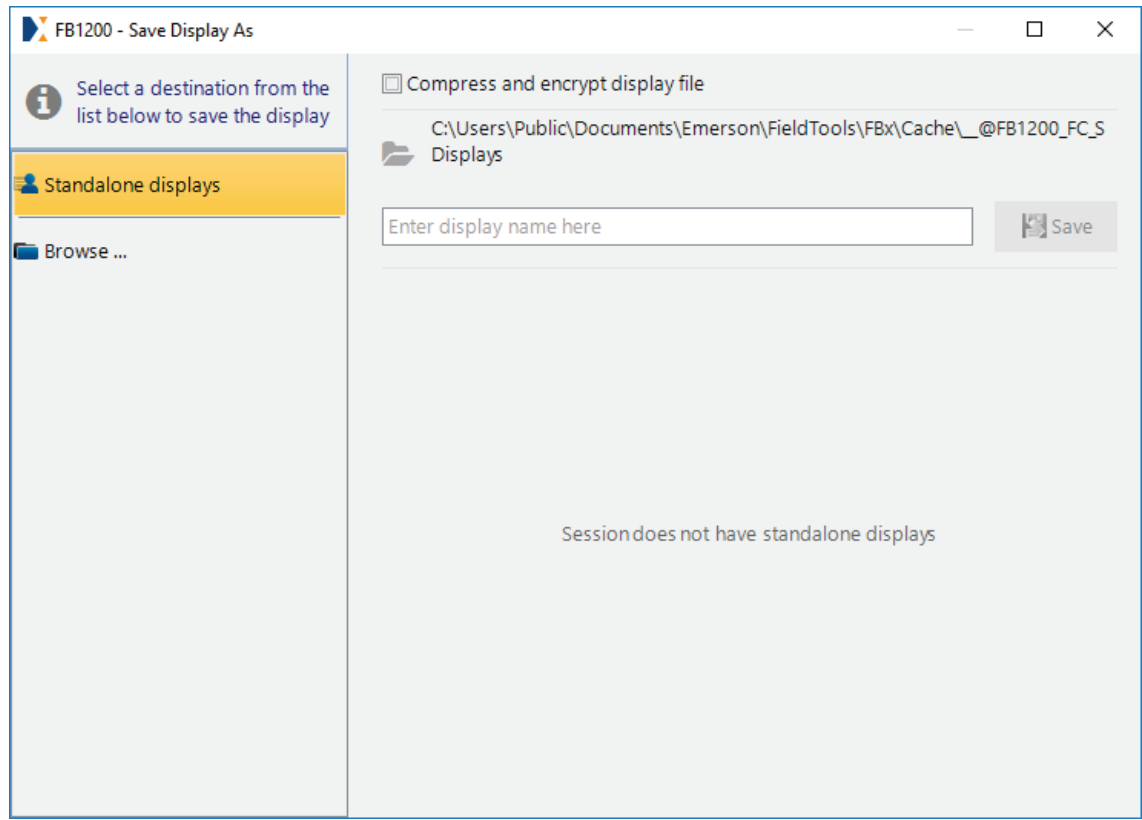 FB1200 - Save Display As
Select a destination from the
list below to save the display
Standalone displays
Browse ...
Compress and encrypt display file
C:\Users\Public\Documents\Emerson\FieldTools\FBx\Cache\__@FB1200_FC_S
Displays
Enter display name here
Save
Session does not have standalone displays